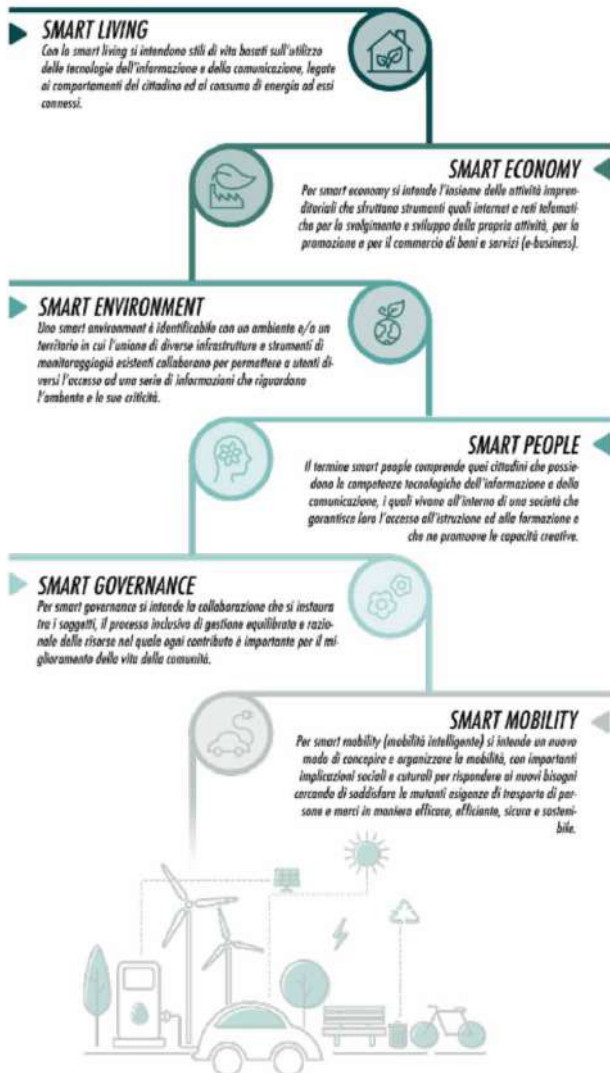 SMART LIVING
Con lo smart living si intendono stili di vita basati sull'utilizzo
delle tecnologie dell'informazione e della comunicazione, legate
ai comportamenti del cittadino ed al consumo di energia ad essi
connessi.
SMART ECONOMY
Per smart economy si intende l'insieme delle attività impren-
ditoriali che sfruttano strumenti quali internet e reti telemati-
che per lo svolgimento e sviluppo della propria attività, per la
promozione e per il commercio di beni e servizi (e-business).
SMART ENVIRONMENT
Uno smart environment è identificabile con un ambiente e/o un
territorio in cui l'unione di diverse infrastrutture e strumenti di
monitoraggiogià esistenti collaborano per permettere a utenti di-
versi l'accesso ad una serie di informazioni che riguardano
l'ambente e le sue criticità.
SMART PEOPLE
Il termine smart people comprende quei cittadini che possie-
dono le competenze tecnologiche dell'informazione e della
comunicazione, i quali vivono all'interno di una società che
garantisce loro l'accesso all'istruzione ed alla formazione e
che ne promuove le capacità creative.
SMART GOVERNANCE
Per smart governance si intende la collaborazione che si instaura
tra i soggetti, il processo inclusivo di gestione equilibrata e razio-
nale delle risorse nel quale ogni contributo è importante per il mi-
glioramento della vita della comunità.
SMART MOBILITY
Per smart mobility (mobilità intelligente) si intende un nuovo
modo di concepire e organizzare la mobilità, con importanti
implicazioni sociali e cuturali per rispondere ai nuovi bisogni
cercando di soddisfare le mutanti esigenze di trasporto di per-
sone e merci in maniera efficace, efficiente, sicura e sosteni-
bile.